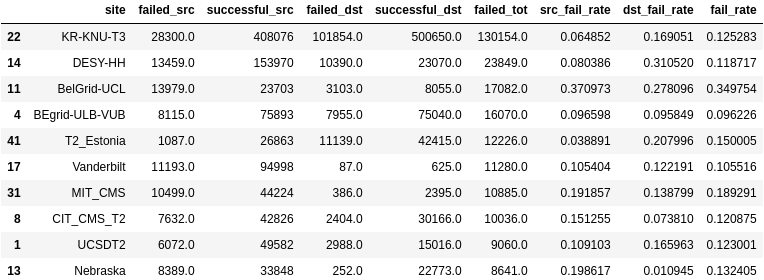 site failed_src successful_src failed_dst successful_dst failed_tot src_fail_rate dst_fail_rate fail_rate
22 KR-KNU-T3 28300.0 408076 101854.0 500650.0 130154.0 0.064852 0.169051 0.125283
14 DESY-HH 13459.0 153970 10390.0 23070.0 23849.0 0.080386 0.310520 0.118717
11 BelGrid-UCL 13979.0 23703 3103.0 8055.0 17082.0 0.370973 0.278096 0.349754
4 BEgrid-ULB-VUB 8115.0 75893 7955.0 75040.0 16070.0 0.096598 0.095849 0.096226
41 T2_Estonia 1087.0 26863 11139.0 42415.0 12226.0 0.038891 0.207996 0.150005
17 Vanderbilt 11193.0 94998 87.0 625.0 11280.0 0.105404 0.122191 0.105516
31 MIT_CMS 10499.0 44224 386.0 2395.0 10885.0 0.191857 0.138799 0.189291
8 CIT_CMS_T2 7632.0 42826 2404.0 30166.0 10036.0 0.151255 0.073810 0.120875
1 UCSDT2 6072.0 49582 2988.0 15016.0 9060.0 0.109103 0.165963 0.123001
13 Nebraska 8389.0 33848 252.0 22773.0 8641.0 0.198617 0.010945 0.132405